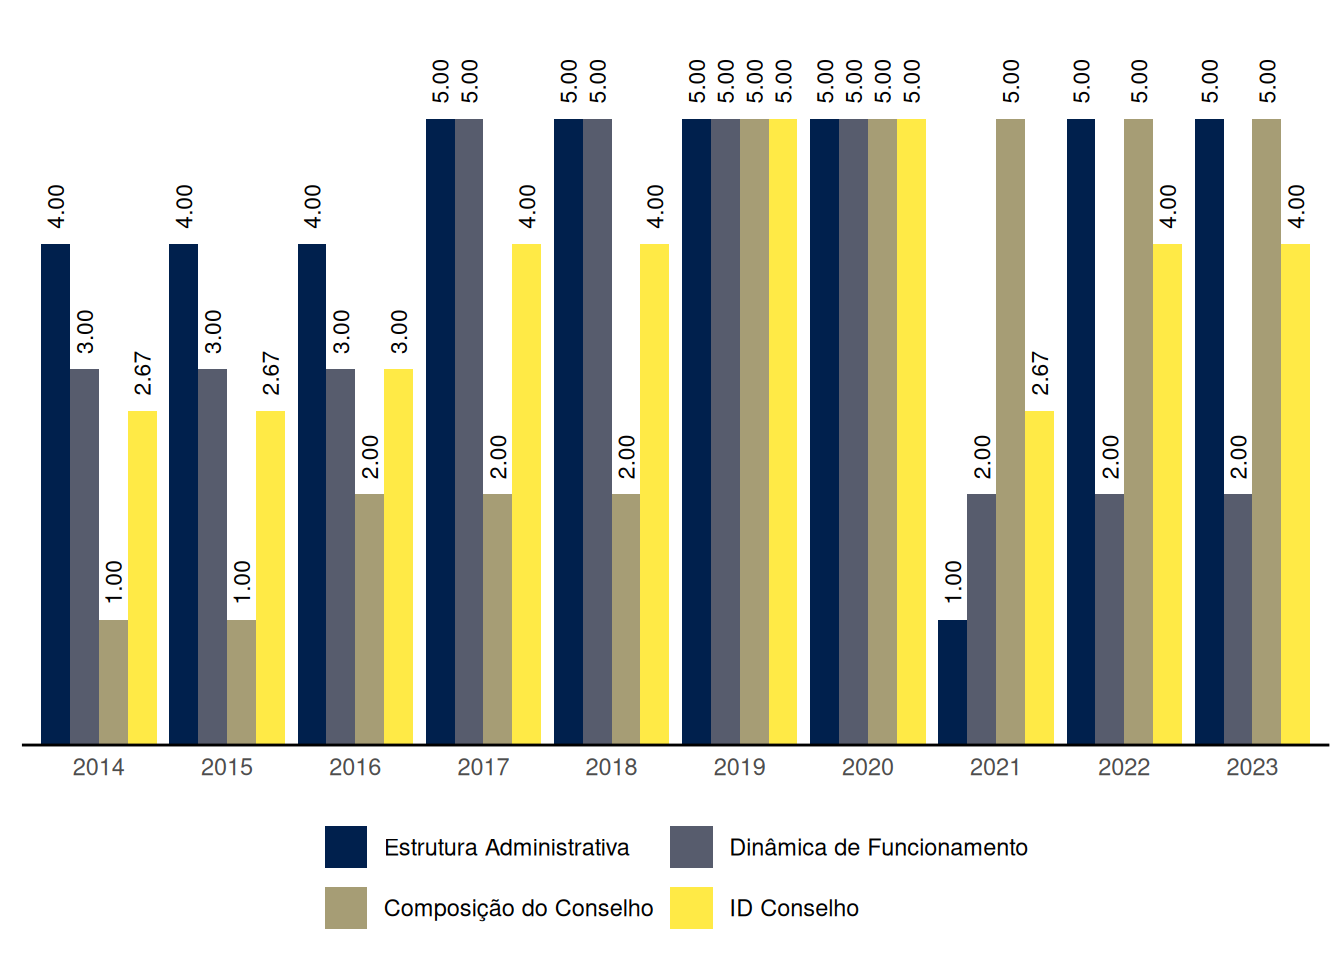 4.00 3.00 1.00 2.67 4.00 3.00 1.00 2.67 4.00 3.00 2.00 3.00 5.00 5.00 2.00 4.00 5.00 5.00 2.00 4.00 5.00 5.00 5.00 5.00 5.00 5.00 5.00 5.00 1.00 2.00 5.00 2.67 5.00 2.00 5.00 4.00 5.00 2.00 5.00 4.00
2014 2015 2016 2017 2018 2019 2020 2021 2022 2023
Estrutura Administrativa Dinâmica de Funcionamento
Composição do Conselho ID Conselho